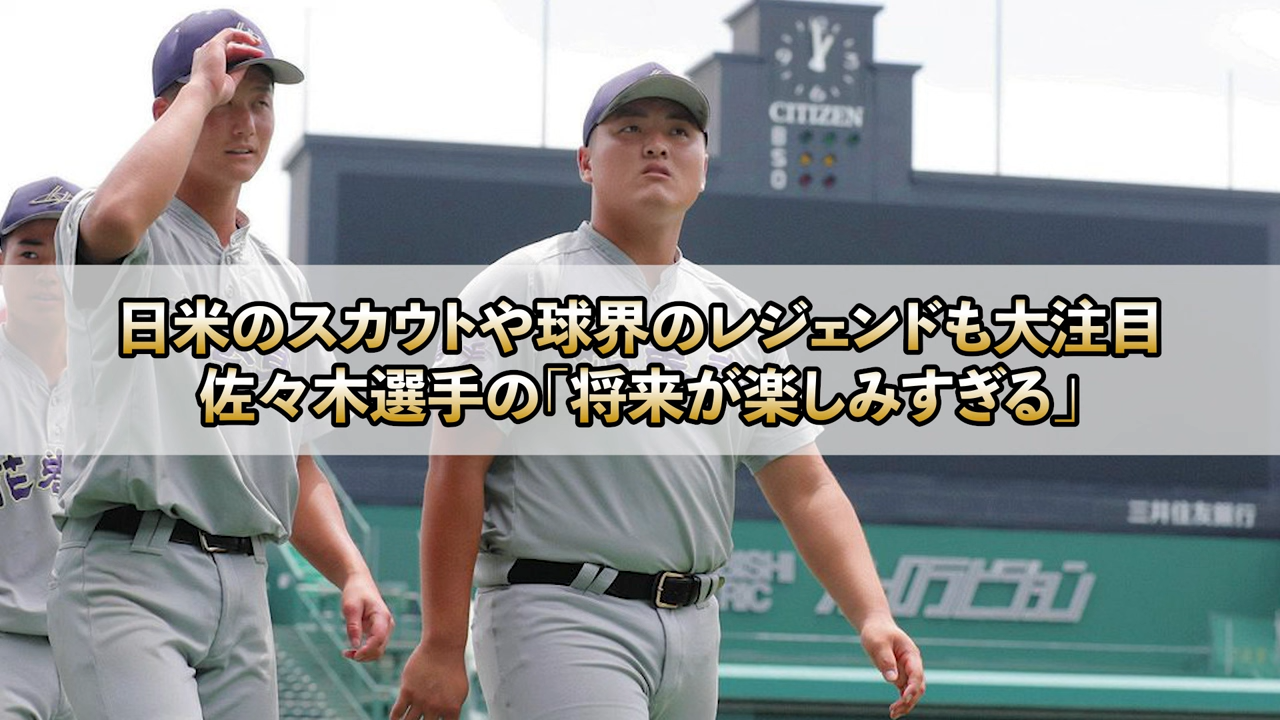 CITIZEN
B
S
O
日米のスカウトや球界のレジェンドも大注目
佐々木選手の「将来が楽しみすぎる」
三井住友銀行